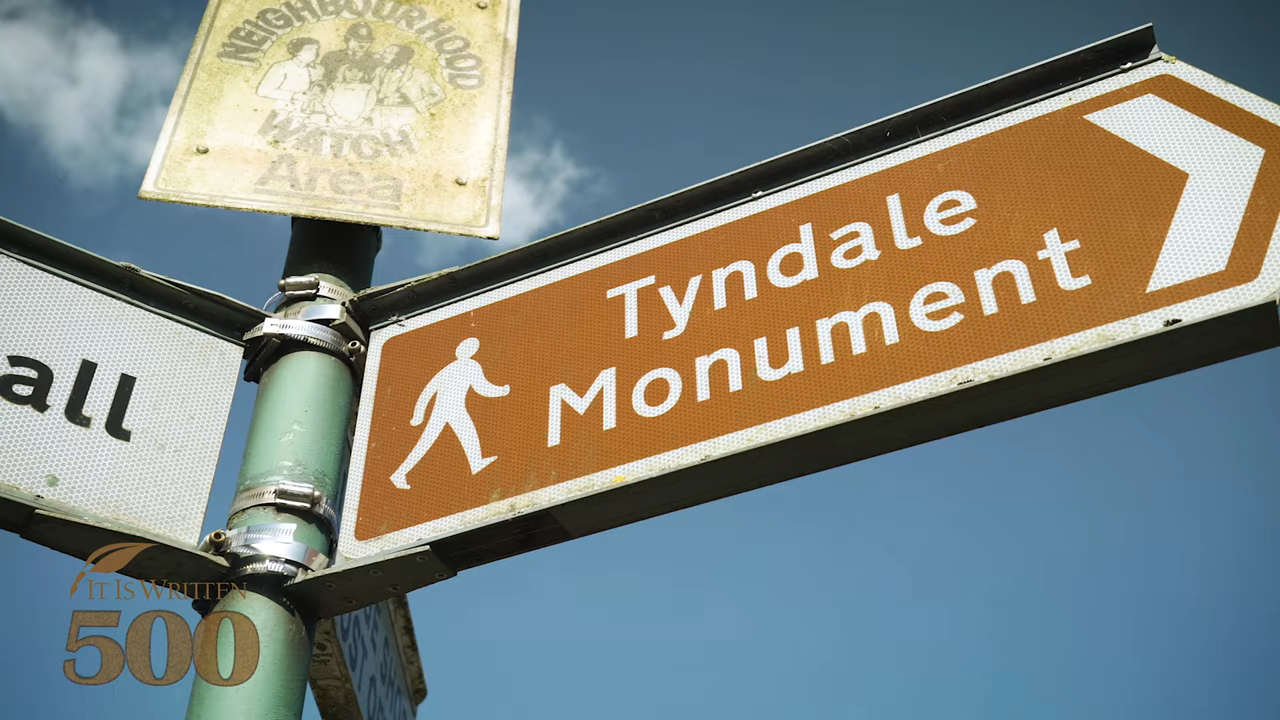 NEIGHBOURHOOD
WATCH
Area
Tyndale
Monument
all
IT IS WRITTEN
500